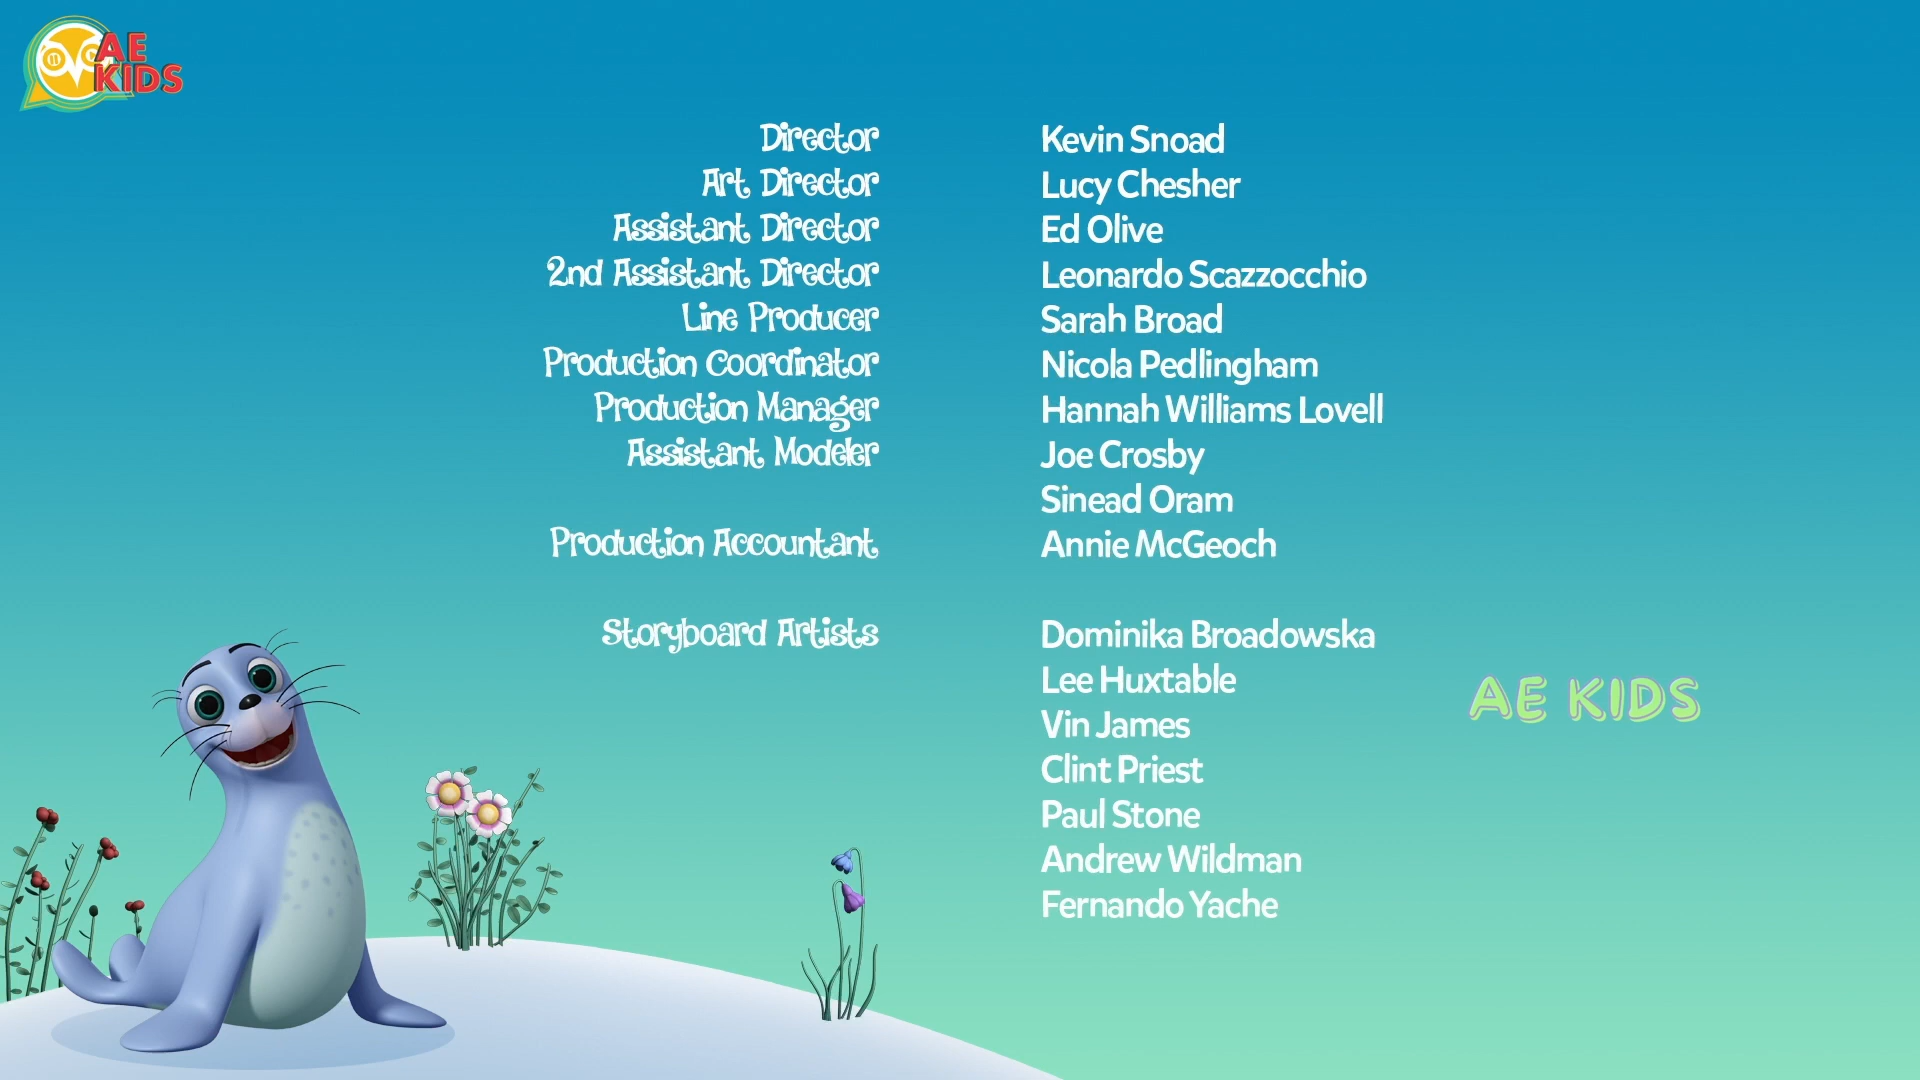 AE
KIDS
Director Kevin Snoad
Art Director Lucy Chesher
Assistant Director Ed Olive
2nd Assistant Director Leonardo Scazzocchio
Line Producer Sarah Broad
Production Coordinator Nicola Pedlingham
Production Manager Hannah Williams Lovell
Assistant Modeler Joe Crosby
Sinead Oram
Production Accountant Annie McGeoch
Storyboard Artists Dominika Broadowska
Lee Huxtable
AE KIDS
Vin James
Clint Priest
Paul Stone
Andrew Wildman
Fernando Yache